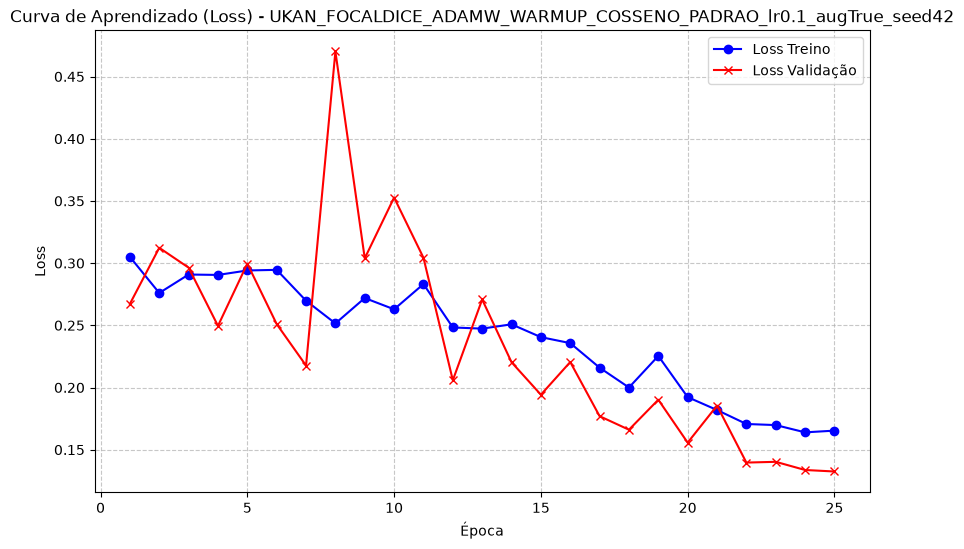 Curva de Aprendizado (Loss) - UKAN_FOCALDICE_ADAMW_WARMUP_COSSENO_PADRAO_lr0.1_augTrue_seed42
Loss Treino
Loss Validação
0.45
0.40
0.35
0.30
0.25
0.20
0.15
Loss
0
5
10
15
20
25
Época